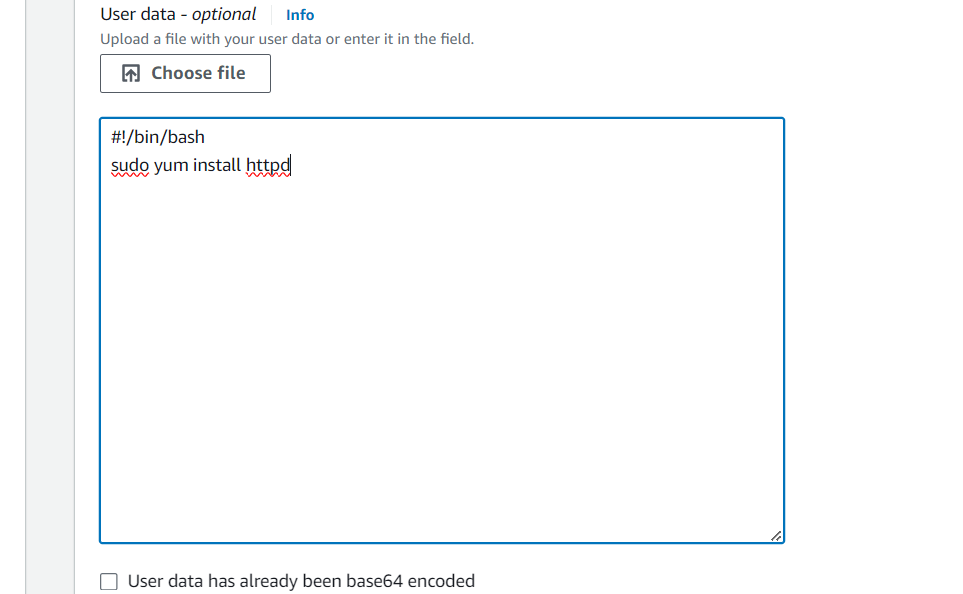 User data - optional Info
Upload a file with your user data or enter it in the field.
Choose file
#!/bin/bash
sudo yum install httpd
User data has already been base64 encoded